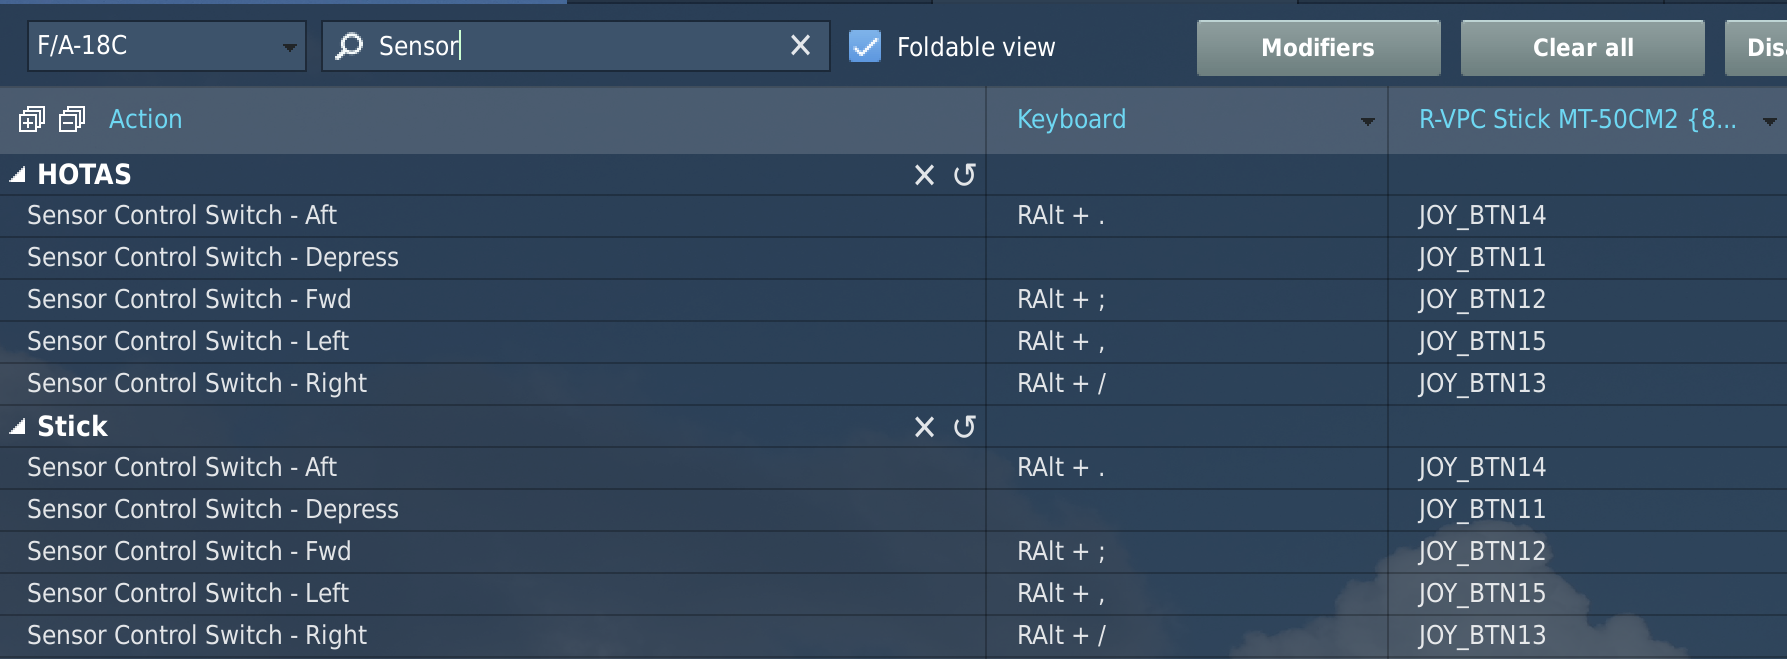 F/A-18C Sensor Foldable view Modifiers Clear all Dis
Action Keyboard R-VPC Stick MT-50CM2 {8...
HOTAS
Sensor Control Switch - Aft RAlt + . JOY_BTN14
Sensor Control Switch - Depress JOY_BTN11
Sensor Control Switch - Fwd RAlt + ; JOY_BTN12
Sensor Control Switch - Left RAlt + , JOY_BTN15
Sensor Control Switch - Right RAlt + / JOY_BTN13
Stick
Sensor Control Switch - Aft RAlt + . JOY_BTN14
Sensor Control Switch - Depress JOY_BTN11
Sensor Control Switch - Fwd RAlt + ; JOY_BTN12
Sensor Control Switch - Left RAlt + , JOY_BTN15
Sensor Control Switch - Right RAlt + / JOY_BTN13